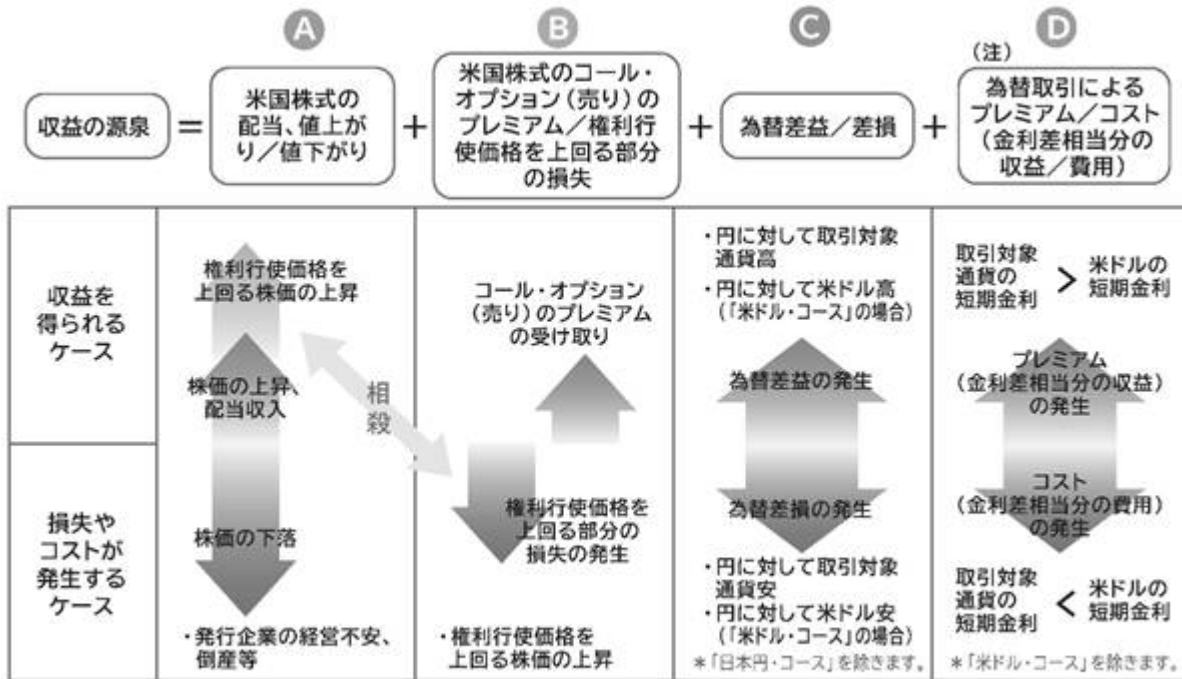 A
B
C
D
(注)
収益の源泉
=
米国株式の
配当、値上が
り/値下がり
+
米国株式のコール・
オプション(売り)の
プレミアム/権利行
使価格を上回る部分
の損失
+
為替差益/差損
+
為替取引による
プレミアム/コスト
(金利差相当分の
収益/費用)
収益を
得られる
ケース
権利行使価格を
上回る株価の上昇
株価の上昇、
配当収入
相
殺
コール・オプション
(売り)のプレミアム
の受け取り
・円に対して取引対象
通貨高
・円に対して米ドル高
(「米ドル・コース」の場合)
為替差益の発生
取引対象
通貨の
短期金利
>
米ドルの
短期金利
プレミアム
(金利差相当分の収益)
の発生
損失や
コストが
発生する
ケース
株価の下落
・発行企業の経営不安、
倒産等
権利行使価格を
上回る部分の
損失の発生
・権利行使価格を
上回る株価の上昇
為替差損の発生
・円に対して取引対象
通貨安
・円に対して米ドル安
(「米ドル・コース」の場合)
*「日本円・コース」を除きます。
コスト
(金利差相当分の費用)
の発生
取引対象
通貨の
短期金利
<
米ドルの
短期金利
*「米ドル・コース」を除きます。